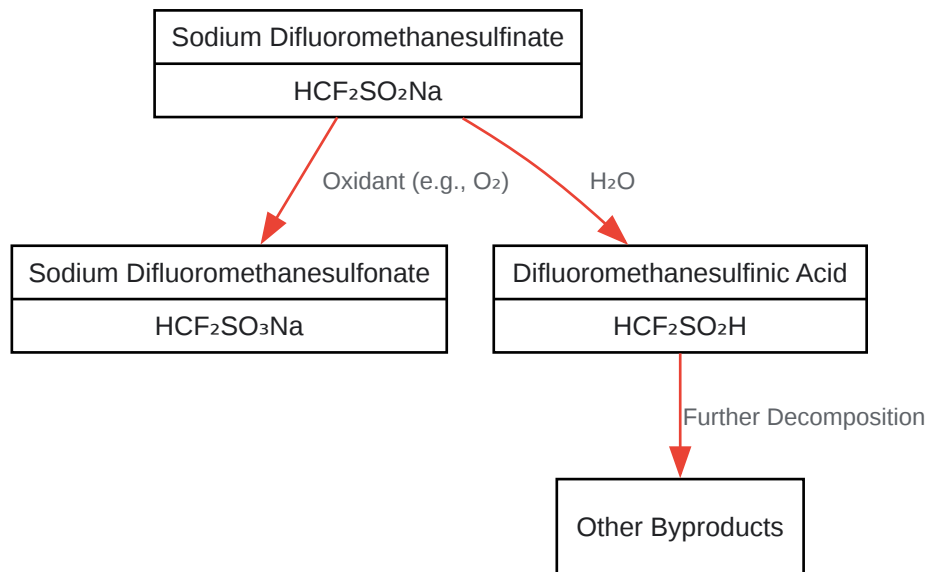 Sodium Difluoromethanesulfinate
HCF₂SO₂Na
Oxidant (e.g., O₂)
H₂O
Sodium Difluoromethanesulfonate
HCF₂SO₃Na
Difluoromethanesulfinic Acid
HCF₂SO₂H
Further Decomposition
Other Byproducts